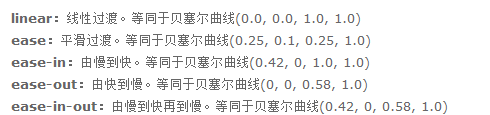 linear：线性过渡。等同于贝塞尔曲线(0.0, 0.0, 1.0, 1.0)
ease：平滑过渡。等同于贝塞尔曲线(0.25, 0.1, 0.25, 1.0)
ease-in：由慢到快。等同于贝塞尔曲线(0.42, 0, 1.0, 1.0)
ease-out：由快到慢。等同于贝塞尔曲线(0, 0, 0.58, 1.0)
ease-in-out：由慢到快再到慢。等同于贝塞尔曲线(0.42, 0, 0.58, 1.0)